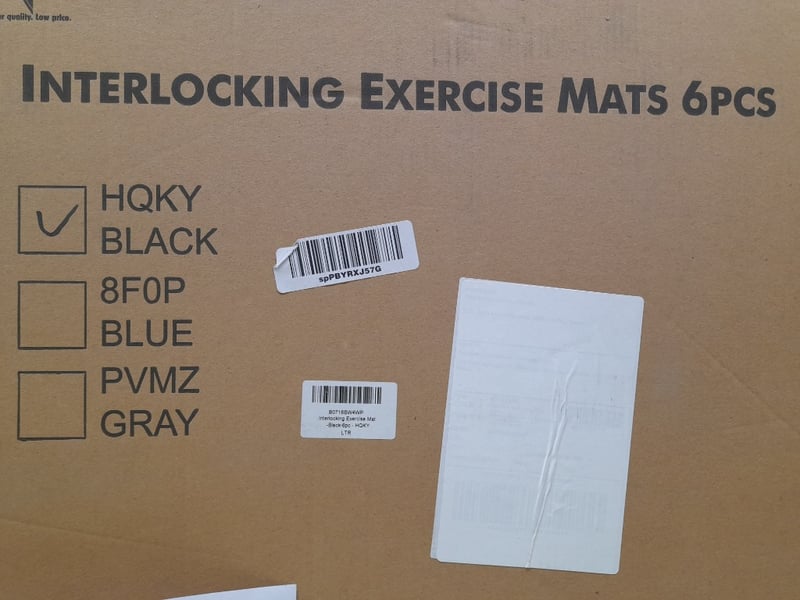 r quality. Low price.
INTERLOCKING EXERCISE MATS 6PCS
HQKY
BLACK
8F0P
BLUE
PVMZ
GRAY
spPBYRXJ57G
Interlocking Exercise Mat
-Black-6pc - HQKY
LTR